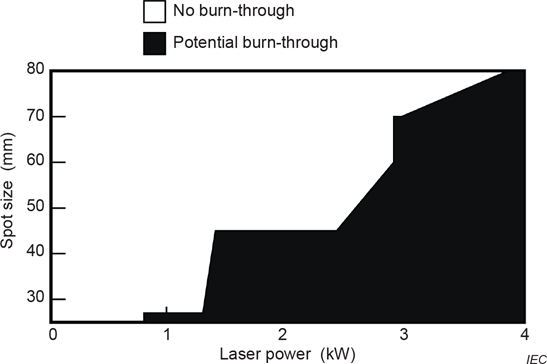 No burn-through
Potential burn-through
80
70
60
50
40
30
Spot size (mm)
0 1 2 3 4
Laser power (kW)
IEC